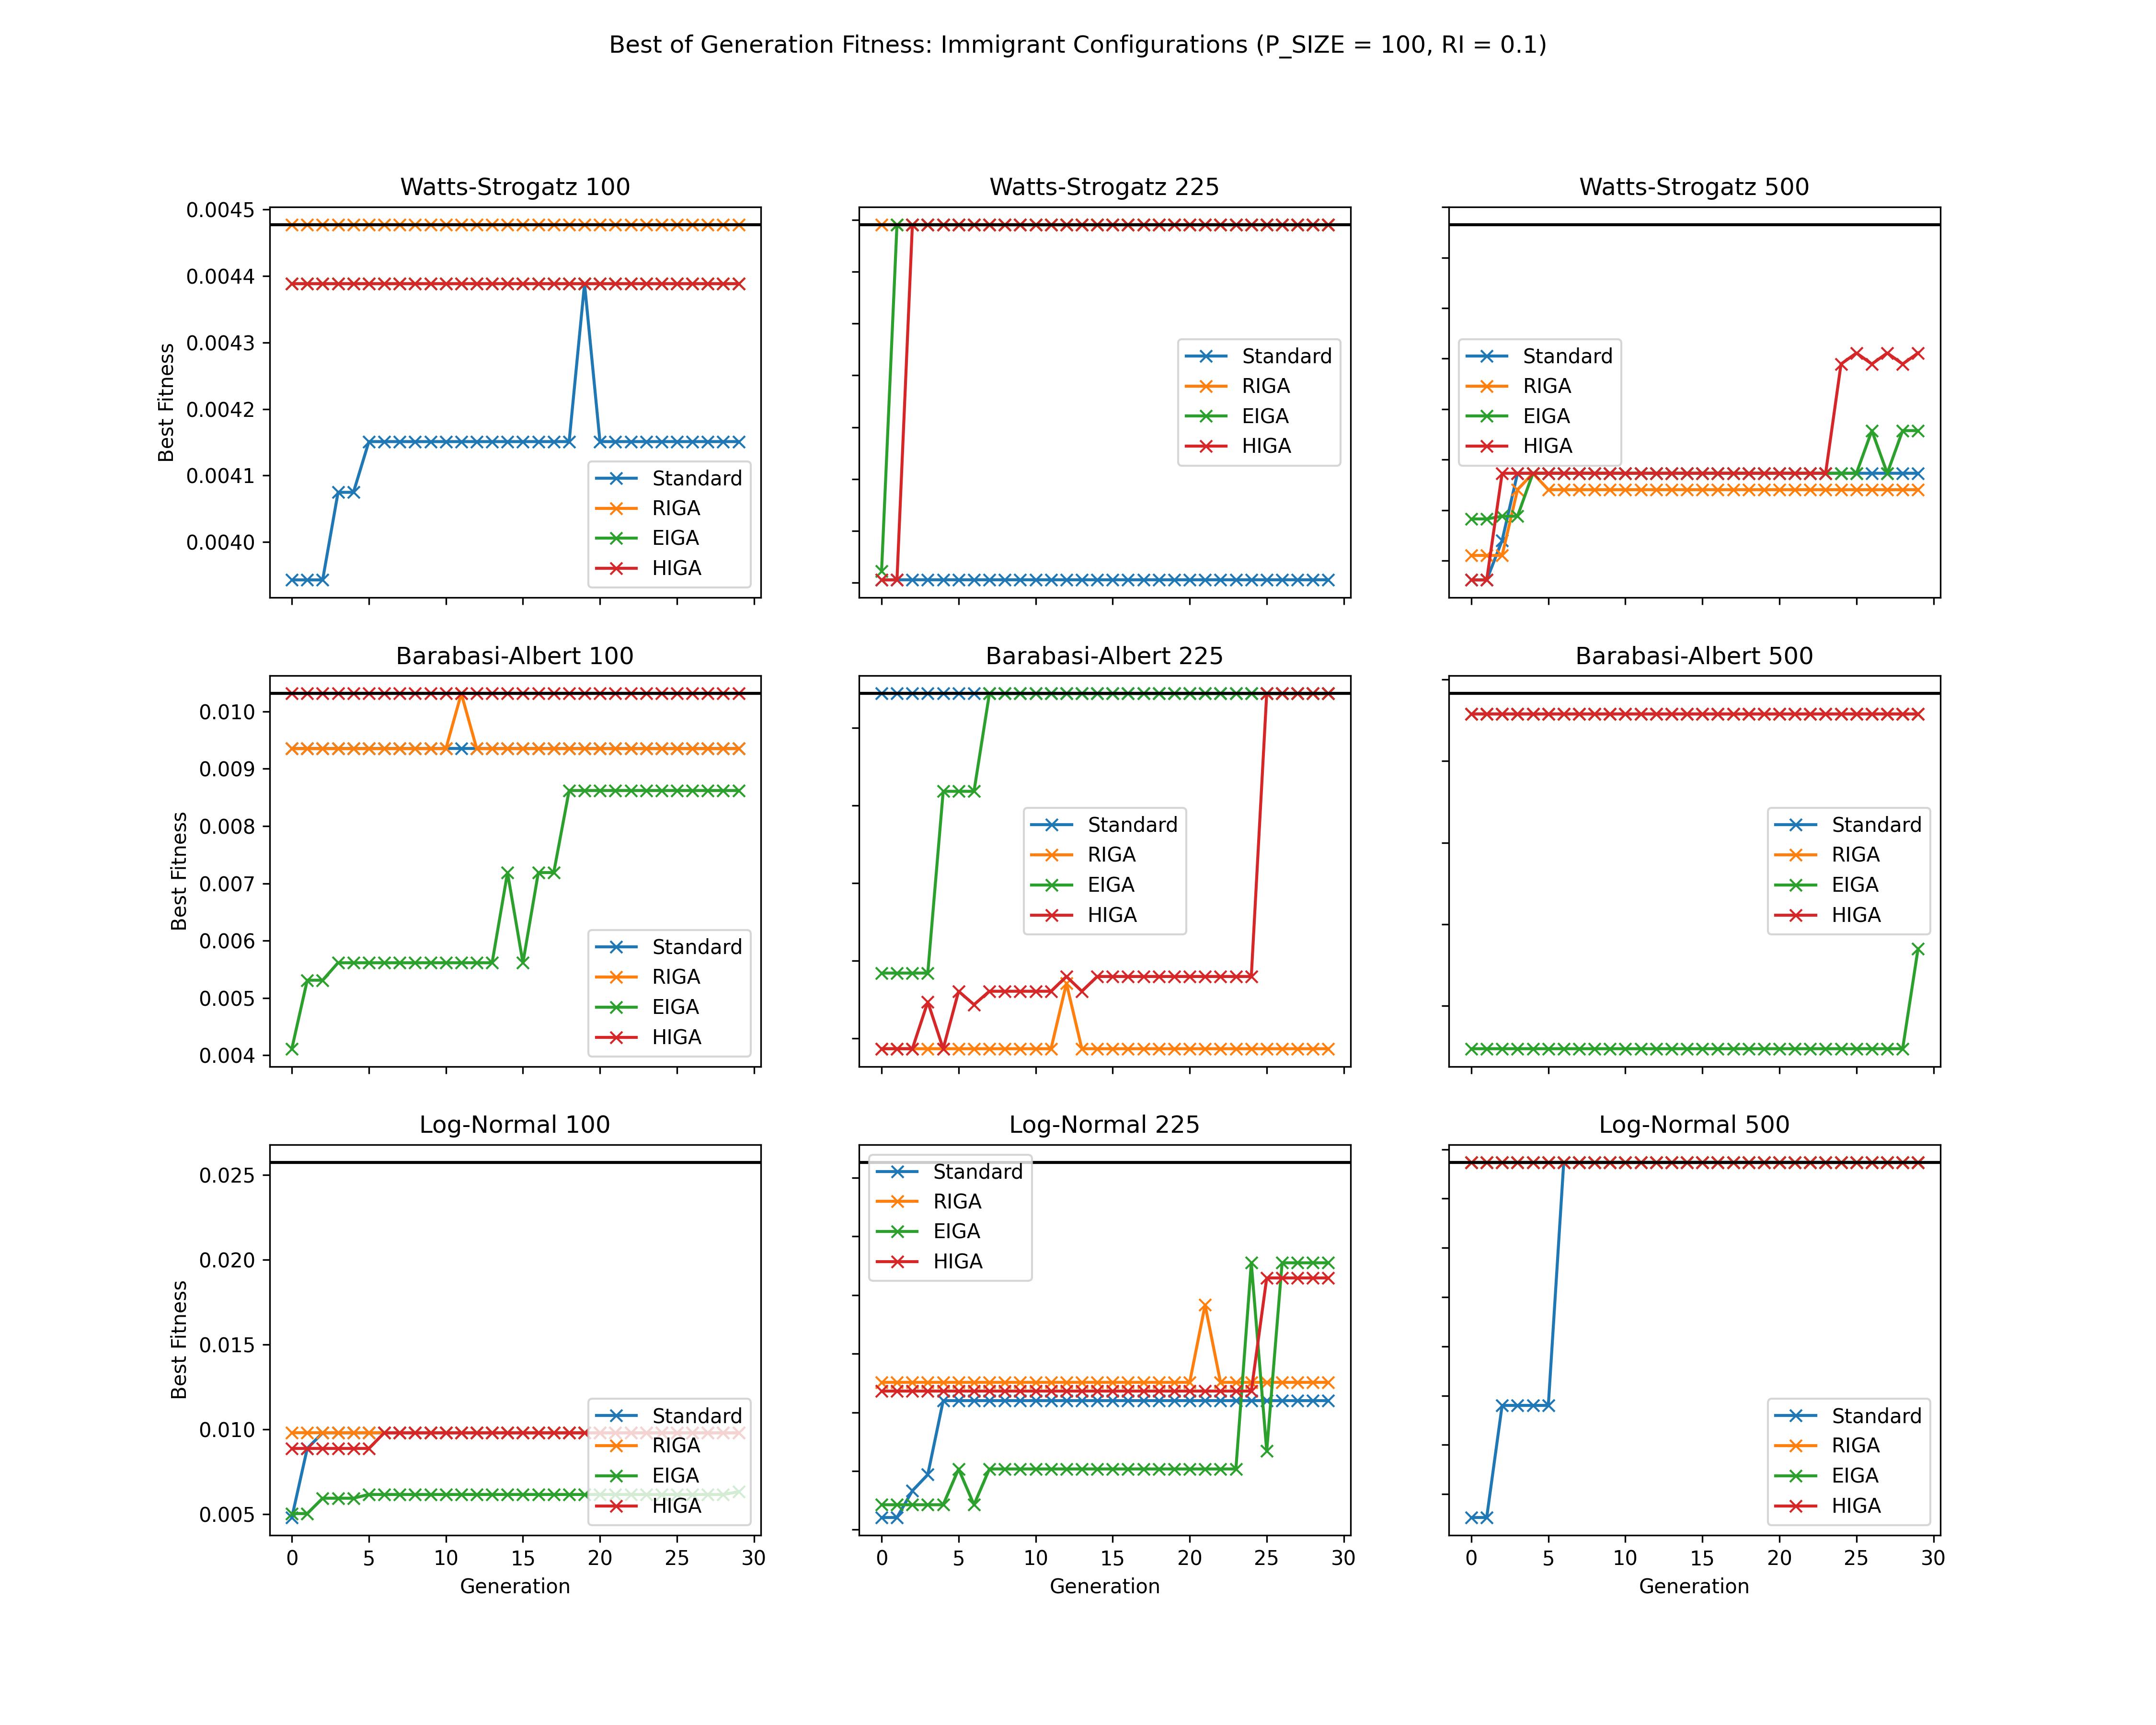 Best of Generation Fitness: Immigrant Configurations (P_SIZE = 100, RI = 0.1)
Watts-Strogatz 100
Watts-Strogatz 225
Watts-Strogatz 500
0.0045
0.0044
0.0043
0.0042
0.0041
0.0040
Best Fitness
Standard
RIGA
EIGA
HIGA
Standard
RIGA
EIGA
HIGA
Standard
RIGA
EIGA
HIGA
Barabasi-Albert 100
Barabasi-Albert 225
Barabasi-Albert 500
0.010
0.009
0.008
0.007
0.006
0.005
0.004
Best Fitness
Standard
RIGA
EIGA
HIGA
Standard
RIGA
EIGA
HIGA
Standard
RIGA
EIGA
HIGA
Log-Normal 100
Log-Normal 225
Log-Normal 500
0.025
0.020
0.015
0.010
0.005
Best Fitness
Standard
RIGA
EIGA
HIGA
Standard
RIGA
EIGA
HIGA
Standard
RIGA
EIGA
HIGA
0 5 10 15 20 25 30
0 5 10 15 20 25 30
0 5 10 15 20 25 30
Generation
Generation
Generation